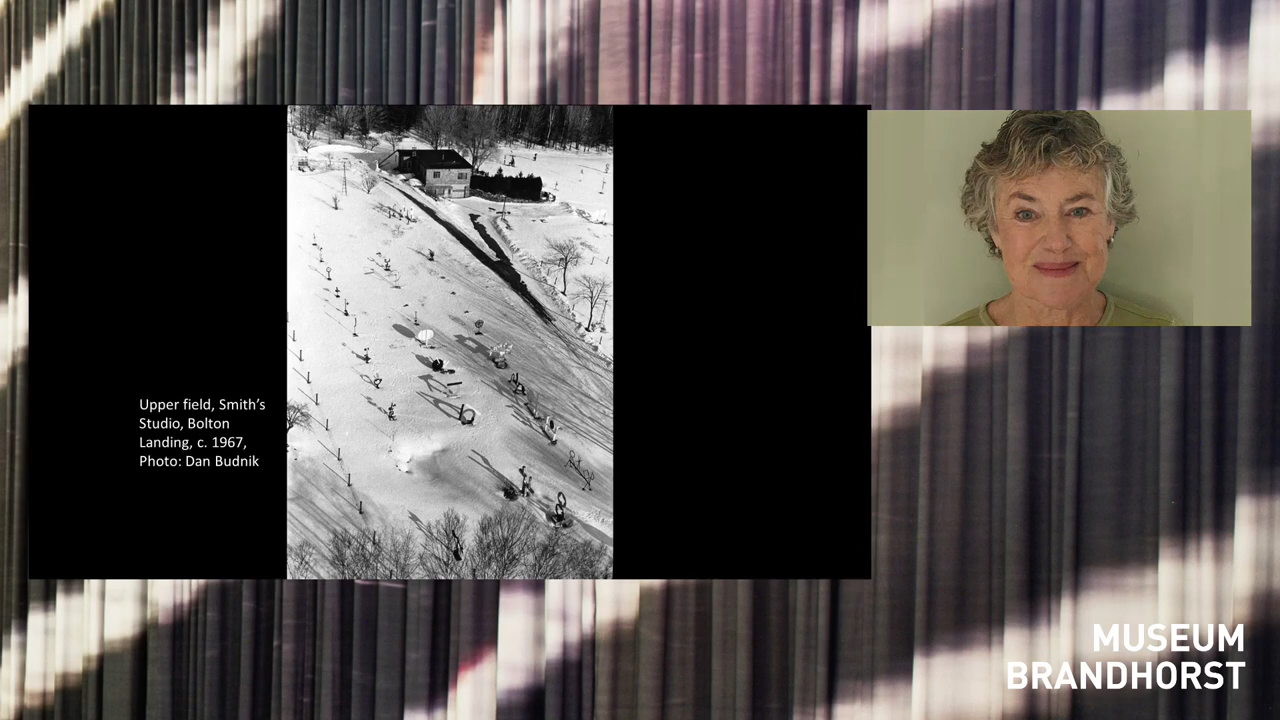 Upper field, Smith’s
Studio, Bolton
Landing, c. 1967,
Photo: Dan Budnik
MUSEUM
BRANDHORST